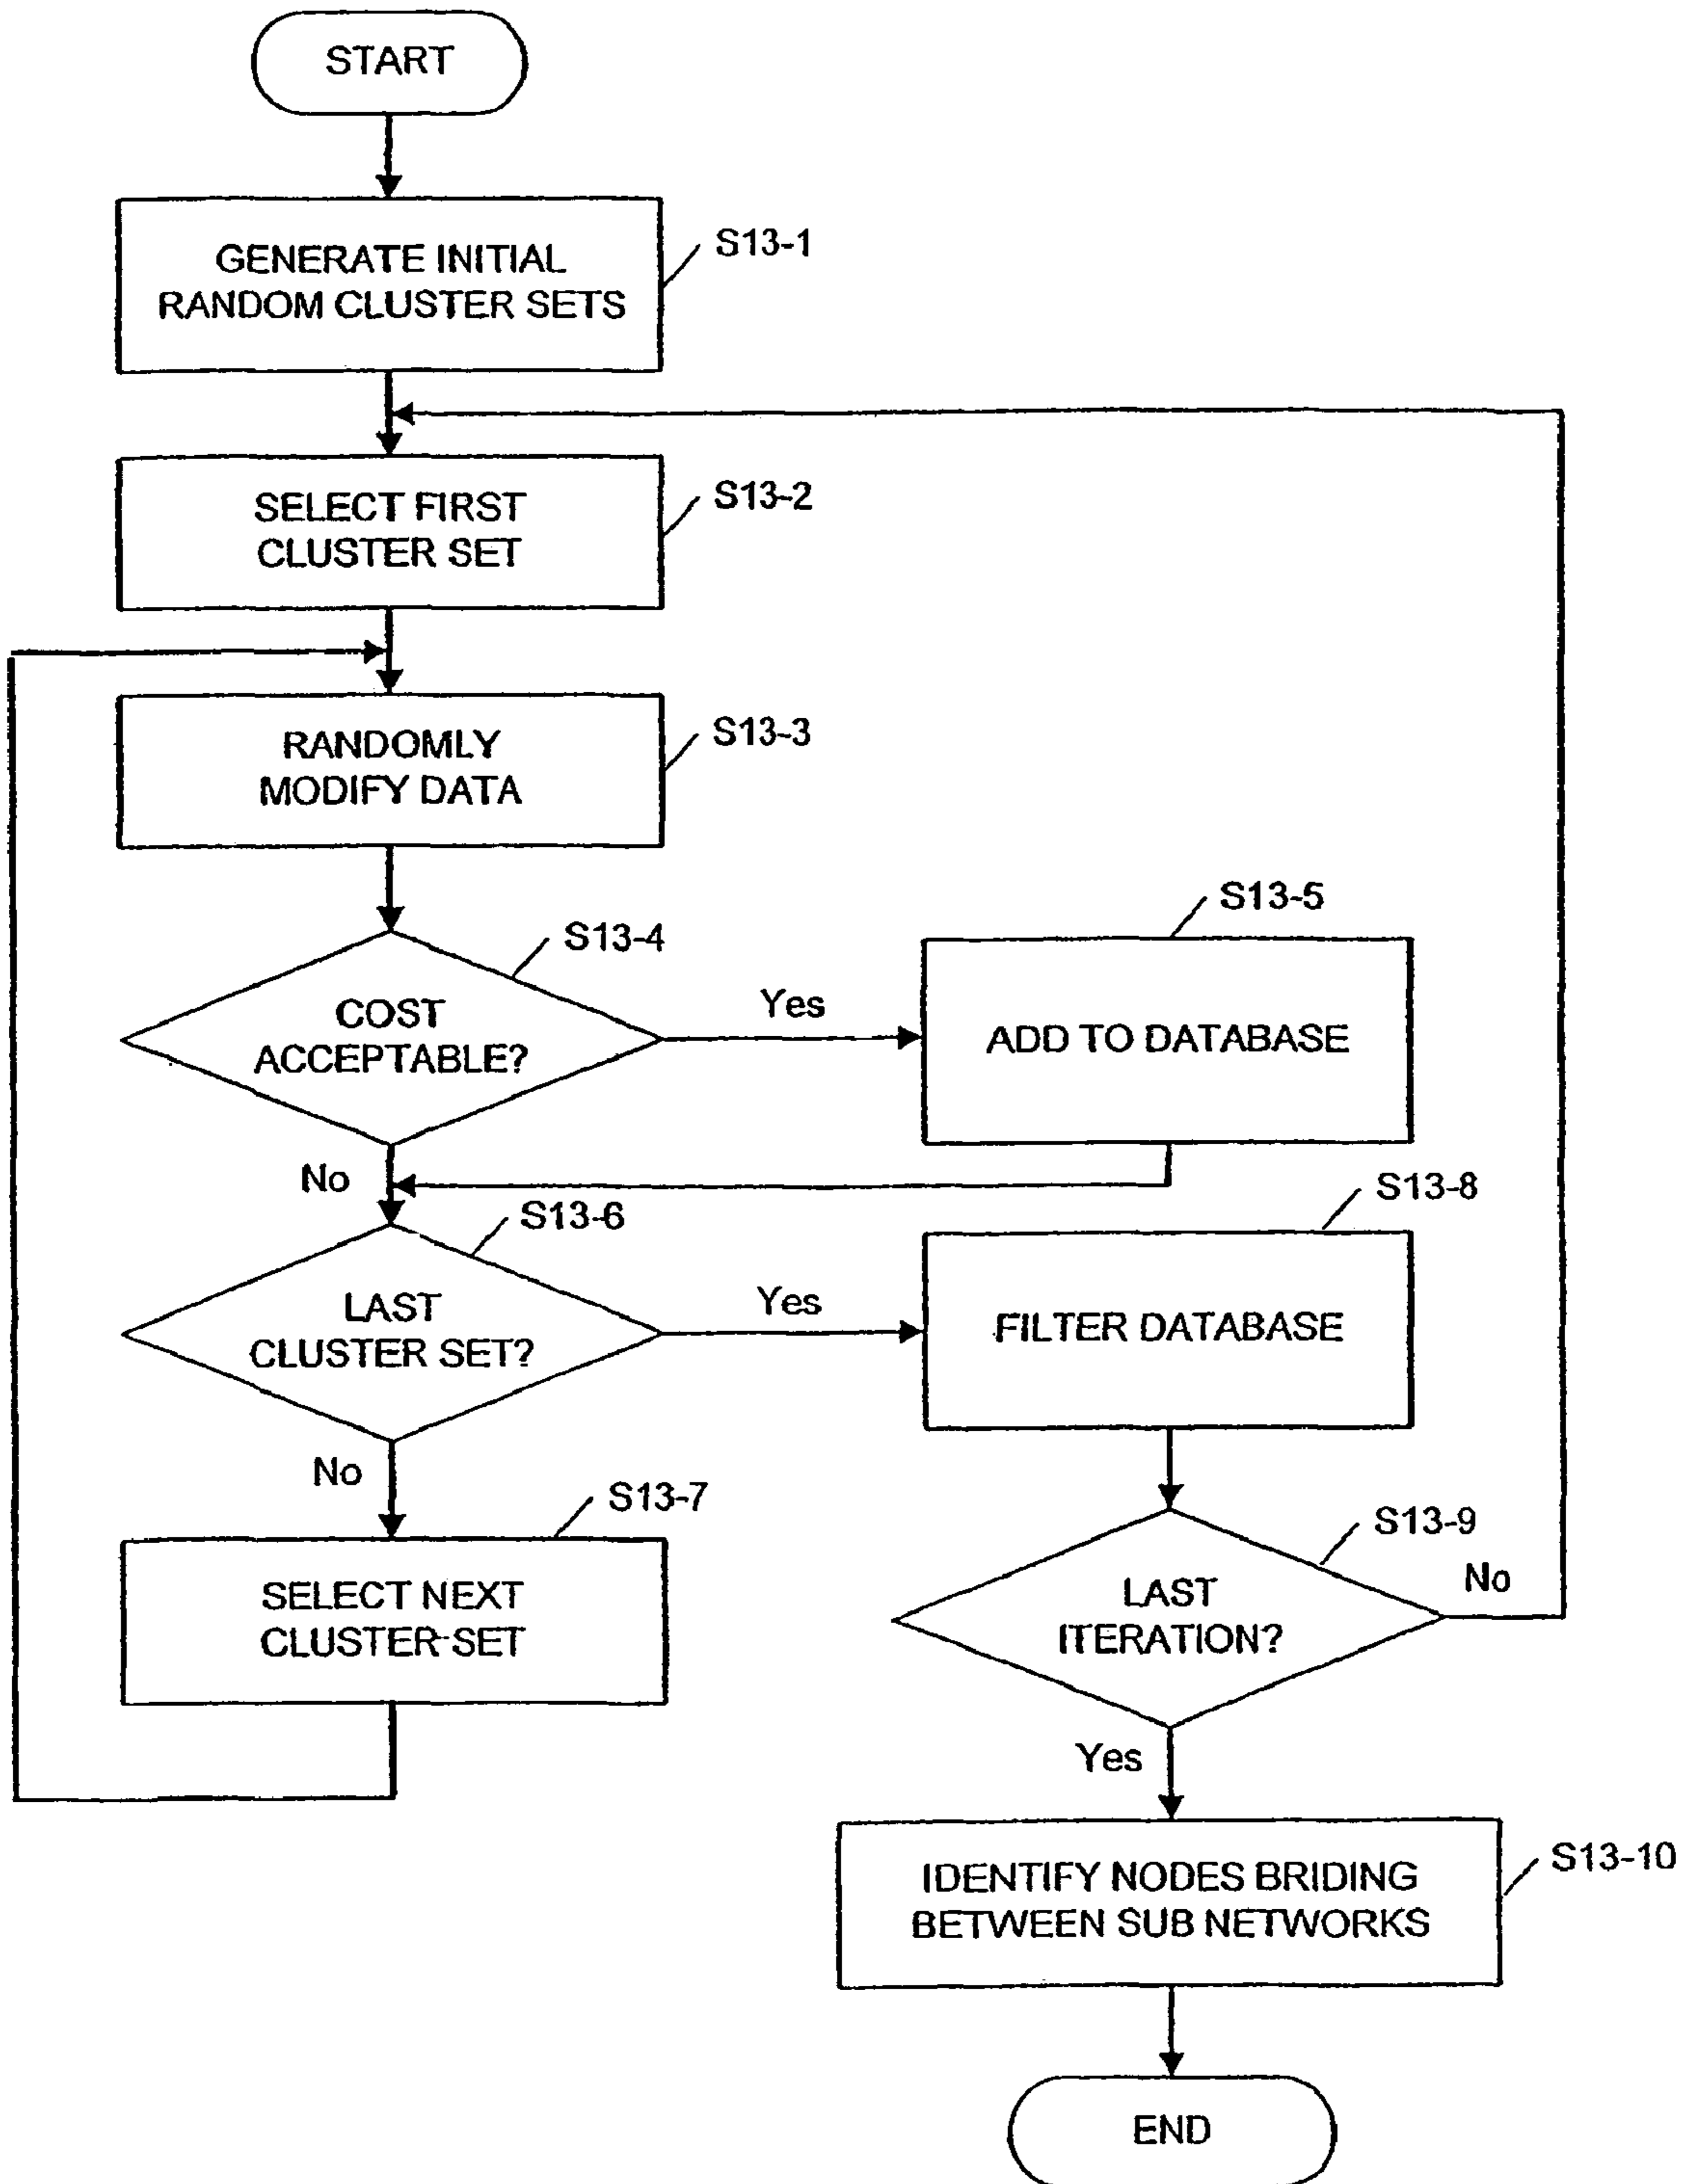 START
GENERATE INITIAL
RANDOM CLUSTER SETS
S13-1
SELECT FIRST
CLUSTER SET
S13-2
RANDOMLY
MODIFY DATA
S13-3
COST
ACCEPTABLE?
S13-4
Yes
ADD TO DATABASE
S13-5
No
LAST
CLUSTER SET?
S13-6
Yes
FILTER DATABASE
S13-8
No
SELECT NEXT
CLUSTER-SET
S13-7
LAST
ITERATION?
S13-9
No
Yes
IDENTIFY NODES BRIDING
BETWEEN SUB NETWORKS
S13-10
END